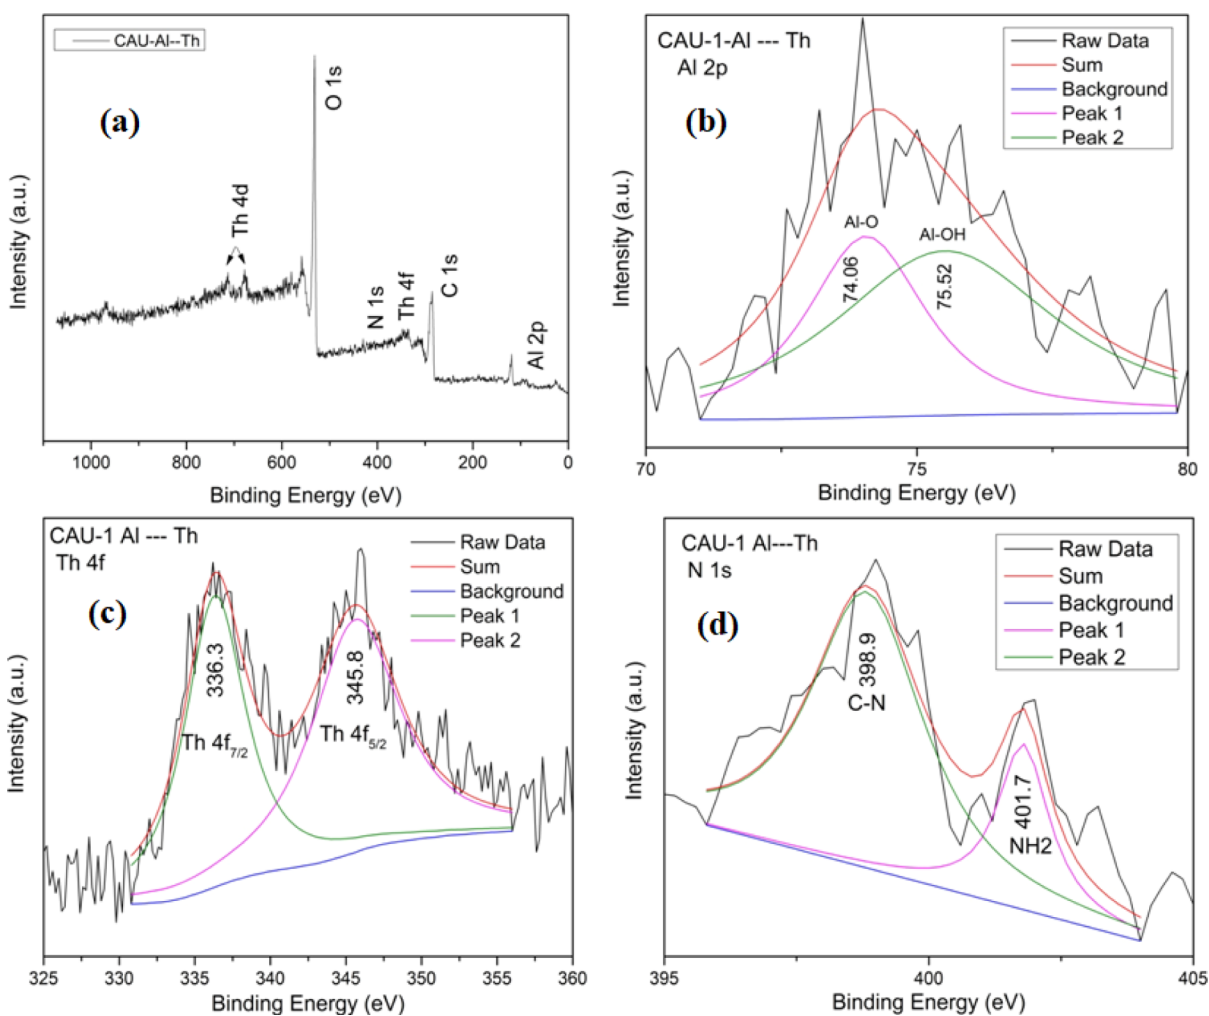 CAU-Al--Th
(a)
O 1s
Th 4d
N 1s
Th 4f
C 1s
Al 2p
Intensity (a.u.)
1000 800 600 400 200 0
Binding Energy (eV)
CAU-1-Al --- Th
Al 2p
(b)
Raw Data
Sum
Background
Peak 1
Peak 2
Al-O
Al-OH
74.06
75.52
Intensity (a.u.)
70 75 80
Binding Energy (eV)
CAU-1 Al --- Th
Th 4f
(c)
Raw Data
Sum
Background
Peak 1
Peak 2
336.3
345.8
Th 4f7/2
Th 4f5/2
Intensity (a.u.)
325 330 335 340 345 350 355 360
Binding Energy (eV)
CAU-1 Al---Th
N 1s
(d)
Raw Data
Sum
Background
Peak 1
Peak 2
398.9
C-N
401.7
NH2
Intensity (a.u.)
395 400 405
Binding Energy (eV)